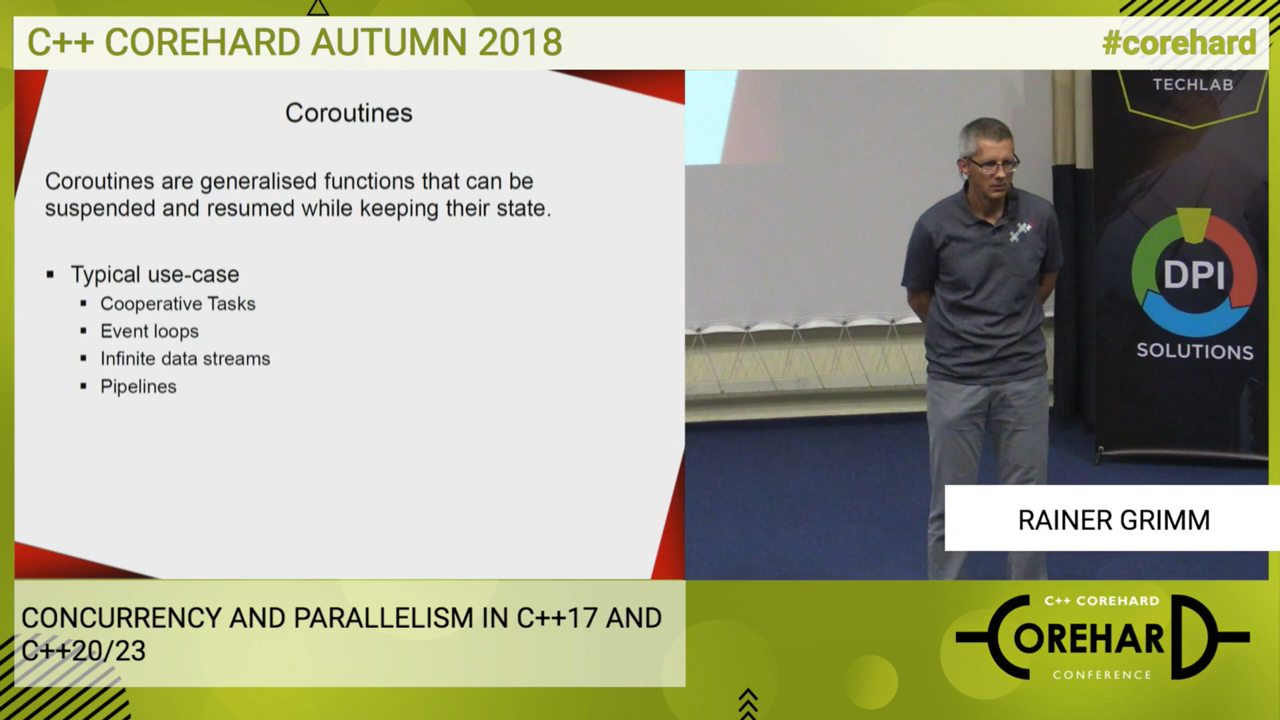 C++ COREHARD AUTUMN 2018
#corehard
Coroutines
Coroutines are generalised functions that can be
suspended and resumed while keeping their state.
▪ Typical use-case
▪ Cooperative Tasks
▪ Event loops
▪ Infinite data streams
▪ Pipelines
TECHLAB
DPI
SOLUTIONS
RAINER GRIMM
CONCURRENCY AND PARALLELISM IN C++17 AND
C++20/23
C++ COREHARD
COREHARD
CONFERENCE